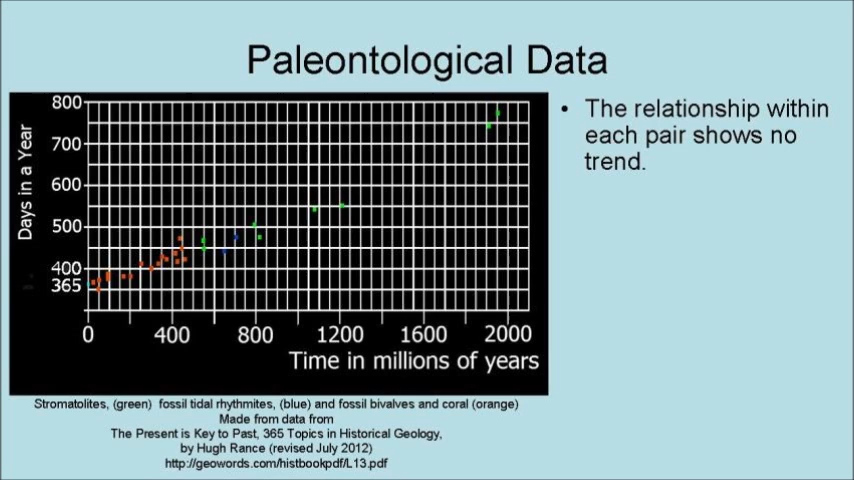 Paleontological Data
800
700
600
500
400
365
Days in a Year
0 400 800 1200 1600 2000
Time in millions of years
• The relationship within
each pair shows no
trend.
Stromatolites, (green) fossil tidal rhythmites, (blue) and fossil bivalves and coral (orange)
Made from data from
The Present is Key to Past, 365 Topics in Historical Geology,
by Hugh Rance (revised July 2012)
http://geowords.com/histbookpdf/L13.pdf